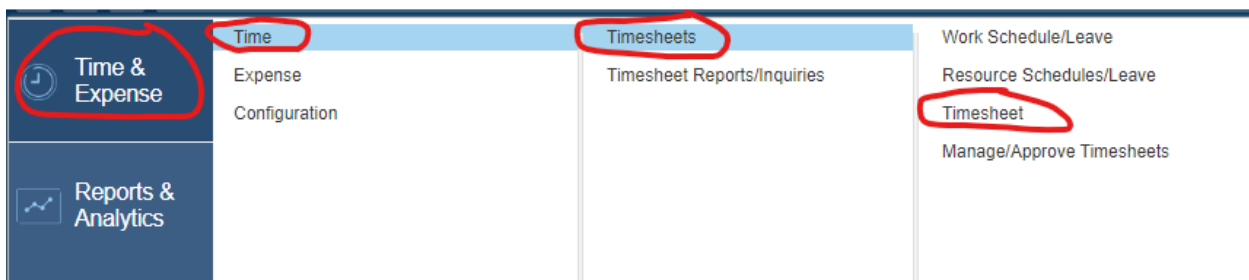 Time &
Expense
Reports &
Analytics
Time
Expense
Configuration
Timesheets
Timesheet Reports/Inquiries
Work Schedule/Leave
Resource Schedules/Leave
Timesheet
Manage/Approve Timesheets